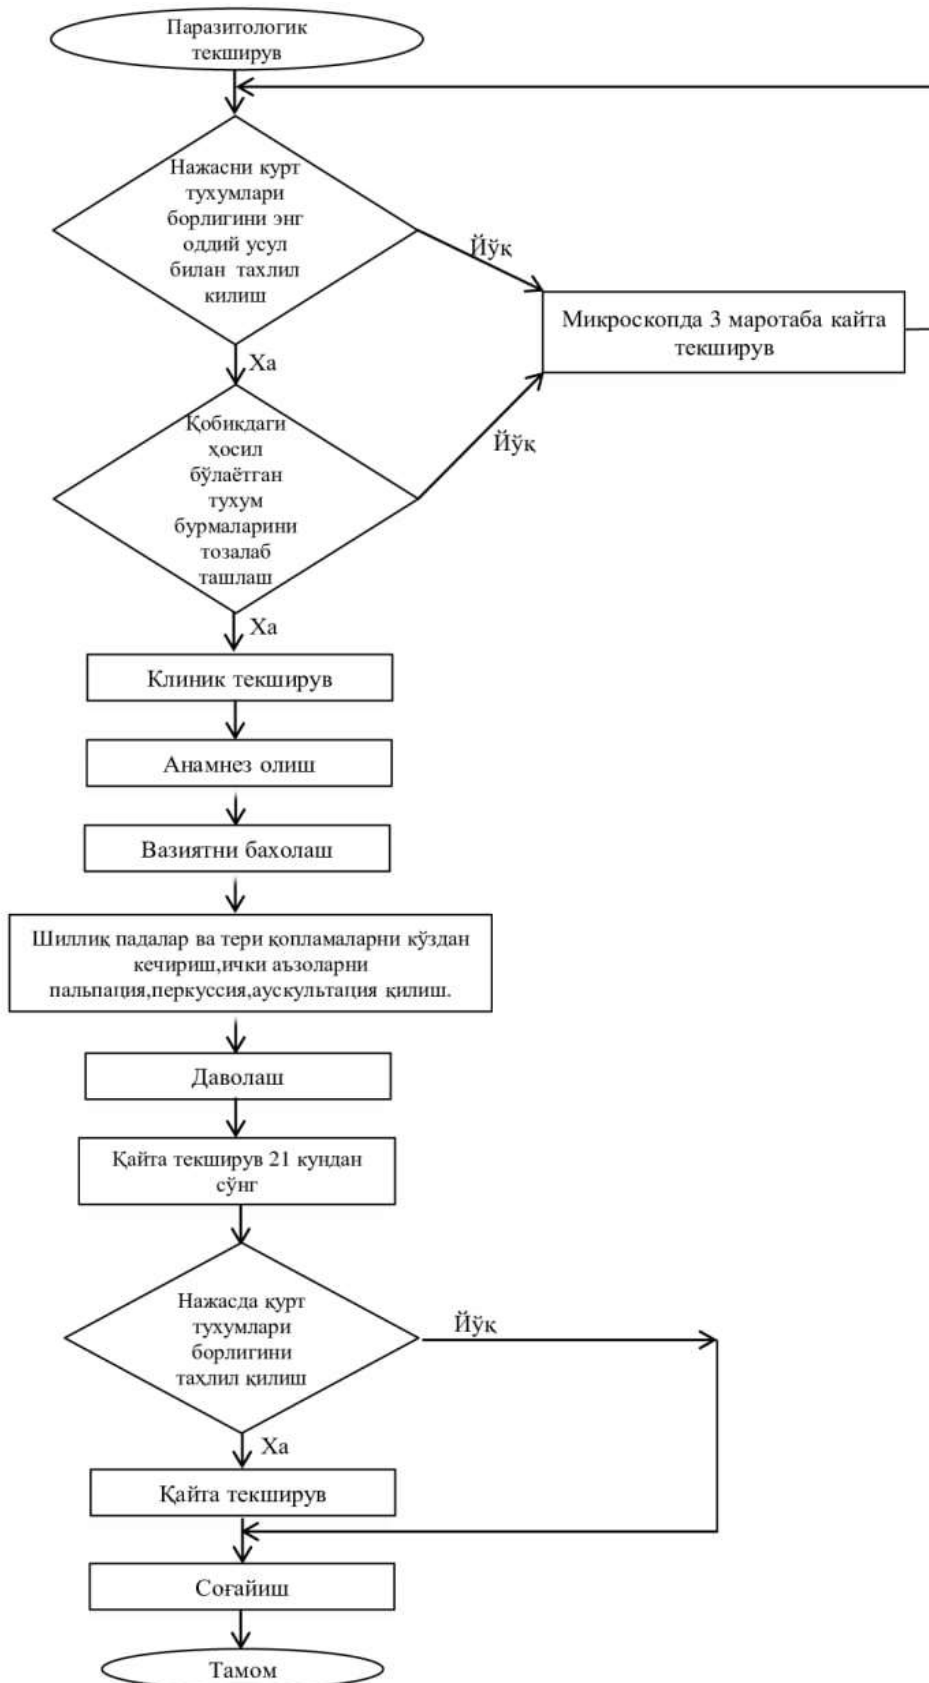 Паразитологик
текширув
Нажасни курт
тухумлари
борлигини энг
оддий усул
билан тахлил
килиш
Йўқ
Микроскопда 3 маротаба кайта
текширув
Ха
Қобикдаги
ҳосил
бўлаётган
тухум
бурмаларини
тозалаб
ташлаш
Йўқ
Ха
Клиник текширув
Анамнез олиш
Вазиятни бахолаш
Шиллиқ падалар ва тери қопламаларни кўздан
кечириш,ички аъзоларни
пальпация,перкуссия,аускультация қилиш.
Даволаш
Қайта текширув 21 кундан
сўнг
Нажасда қурт
тухумлари
борлигини
таҳлил қилиш
Йўқ
Ха
Қайта текширув
Соғайиш
Тамом